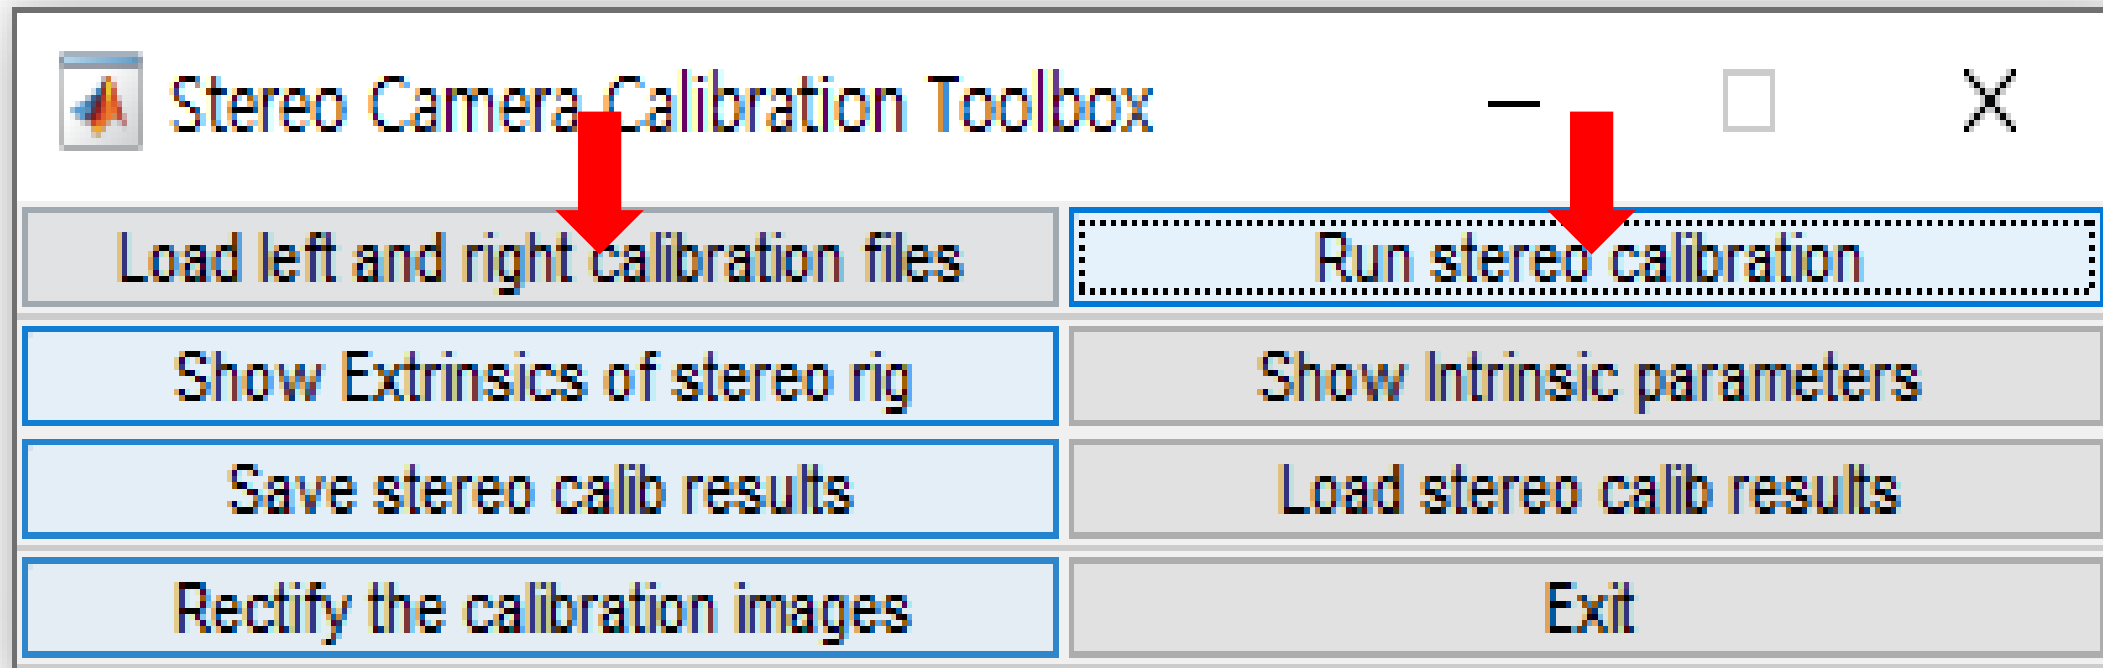 Stereo Camera Calibration Toolbox
Load left and right calibration files
Run stereo calibration
Show Extrinsics of stereo rig
Show Intrinsic parameters
Save stereo calib results
Load stereo calib results
Rectify the calibration images
Exit